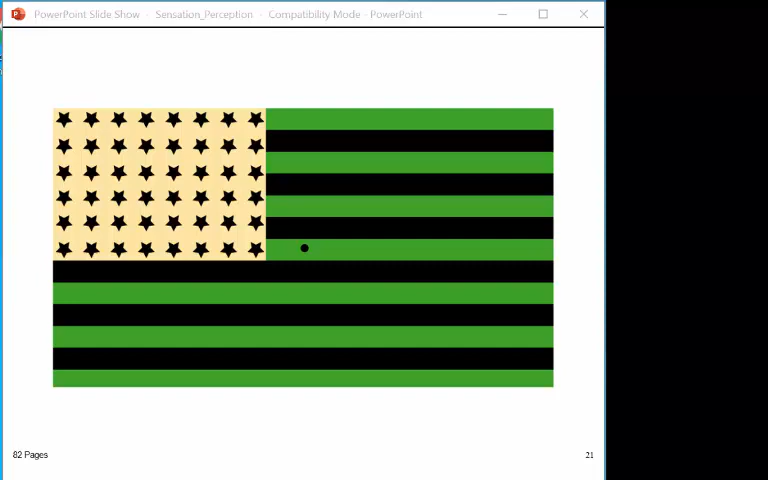 PowerPoint Slide Show - Sensation_Perception - Compatibility Mode - PowerPoint
82 Pages
21